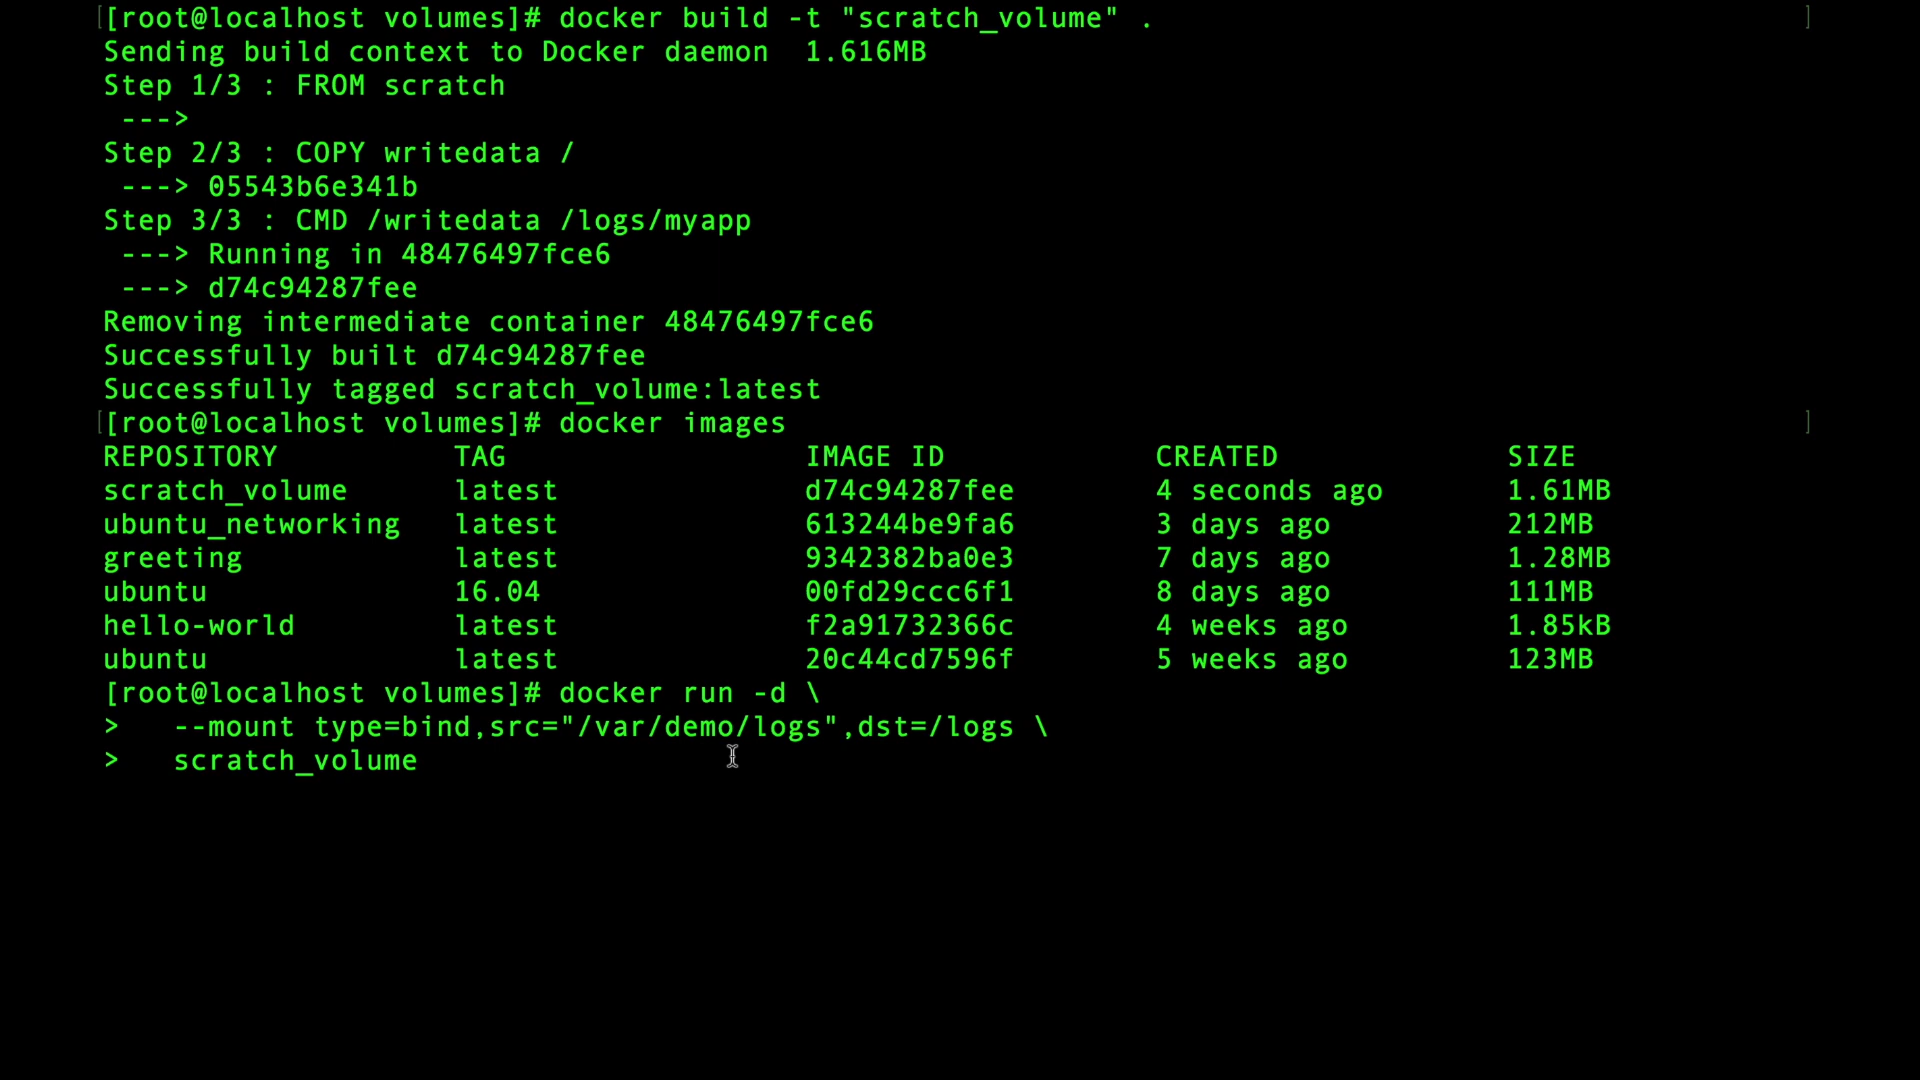 [root@localhost volumes]# docker build -t "scratch_volume" .
Sending build context to Docker daemon  1.616MB
Step 1/3 : FROM scratch
 --->
Step 2/3 : COPY writedata /
 ---> 05543b6e341b
Step 3/3 : CMD /writedata /logs/myapp
 ---> Running in 48476497fce6
 ---> d74c94287fee
Removing intermediate container 48476497fce6
Successfully built d74c94287fee
Successfully tagged scratch_volume:latest
[root@localhost volumes]# docker images
REPOSITORY          TAG                 IMAGE ID            CREATED             SIZE
scratch_volume      latest              d74c94287fee        4 seconds ago       1.61MB
ubuntu_networking   latest              613244be9fa6        3 days ago          212MB
greeting            latest              9342382ba0e3        7 days ago          1.28MB
ubuntu              16.04               00fd29ccc6f1        8 days ago          111MB
hello-world         latest              f2a91732366c        4 weeks ago         1.85kB
ubuntu              latest              20c44cd7596f        5 weeks ago         123MB
[root@localhost volumes]# docker run -d \
>   --mount type=bind,src="/var/demo/logs",dst=/logs \
>   scratch_volume